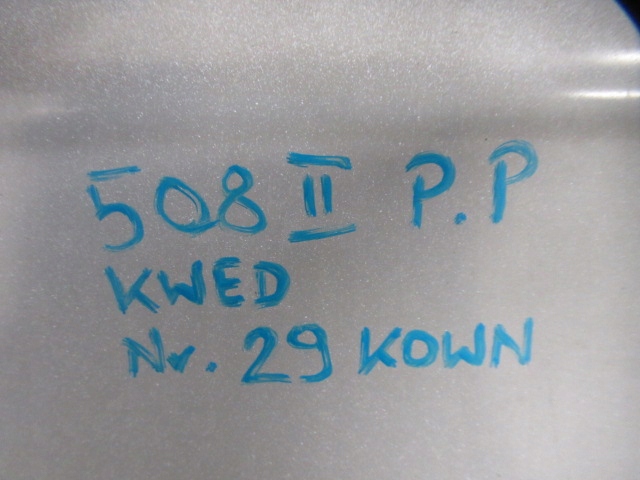 508 II P.P
KWED
Nr. 29 KOWN